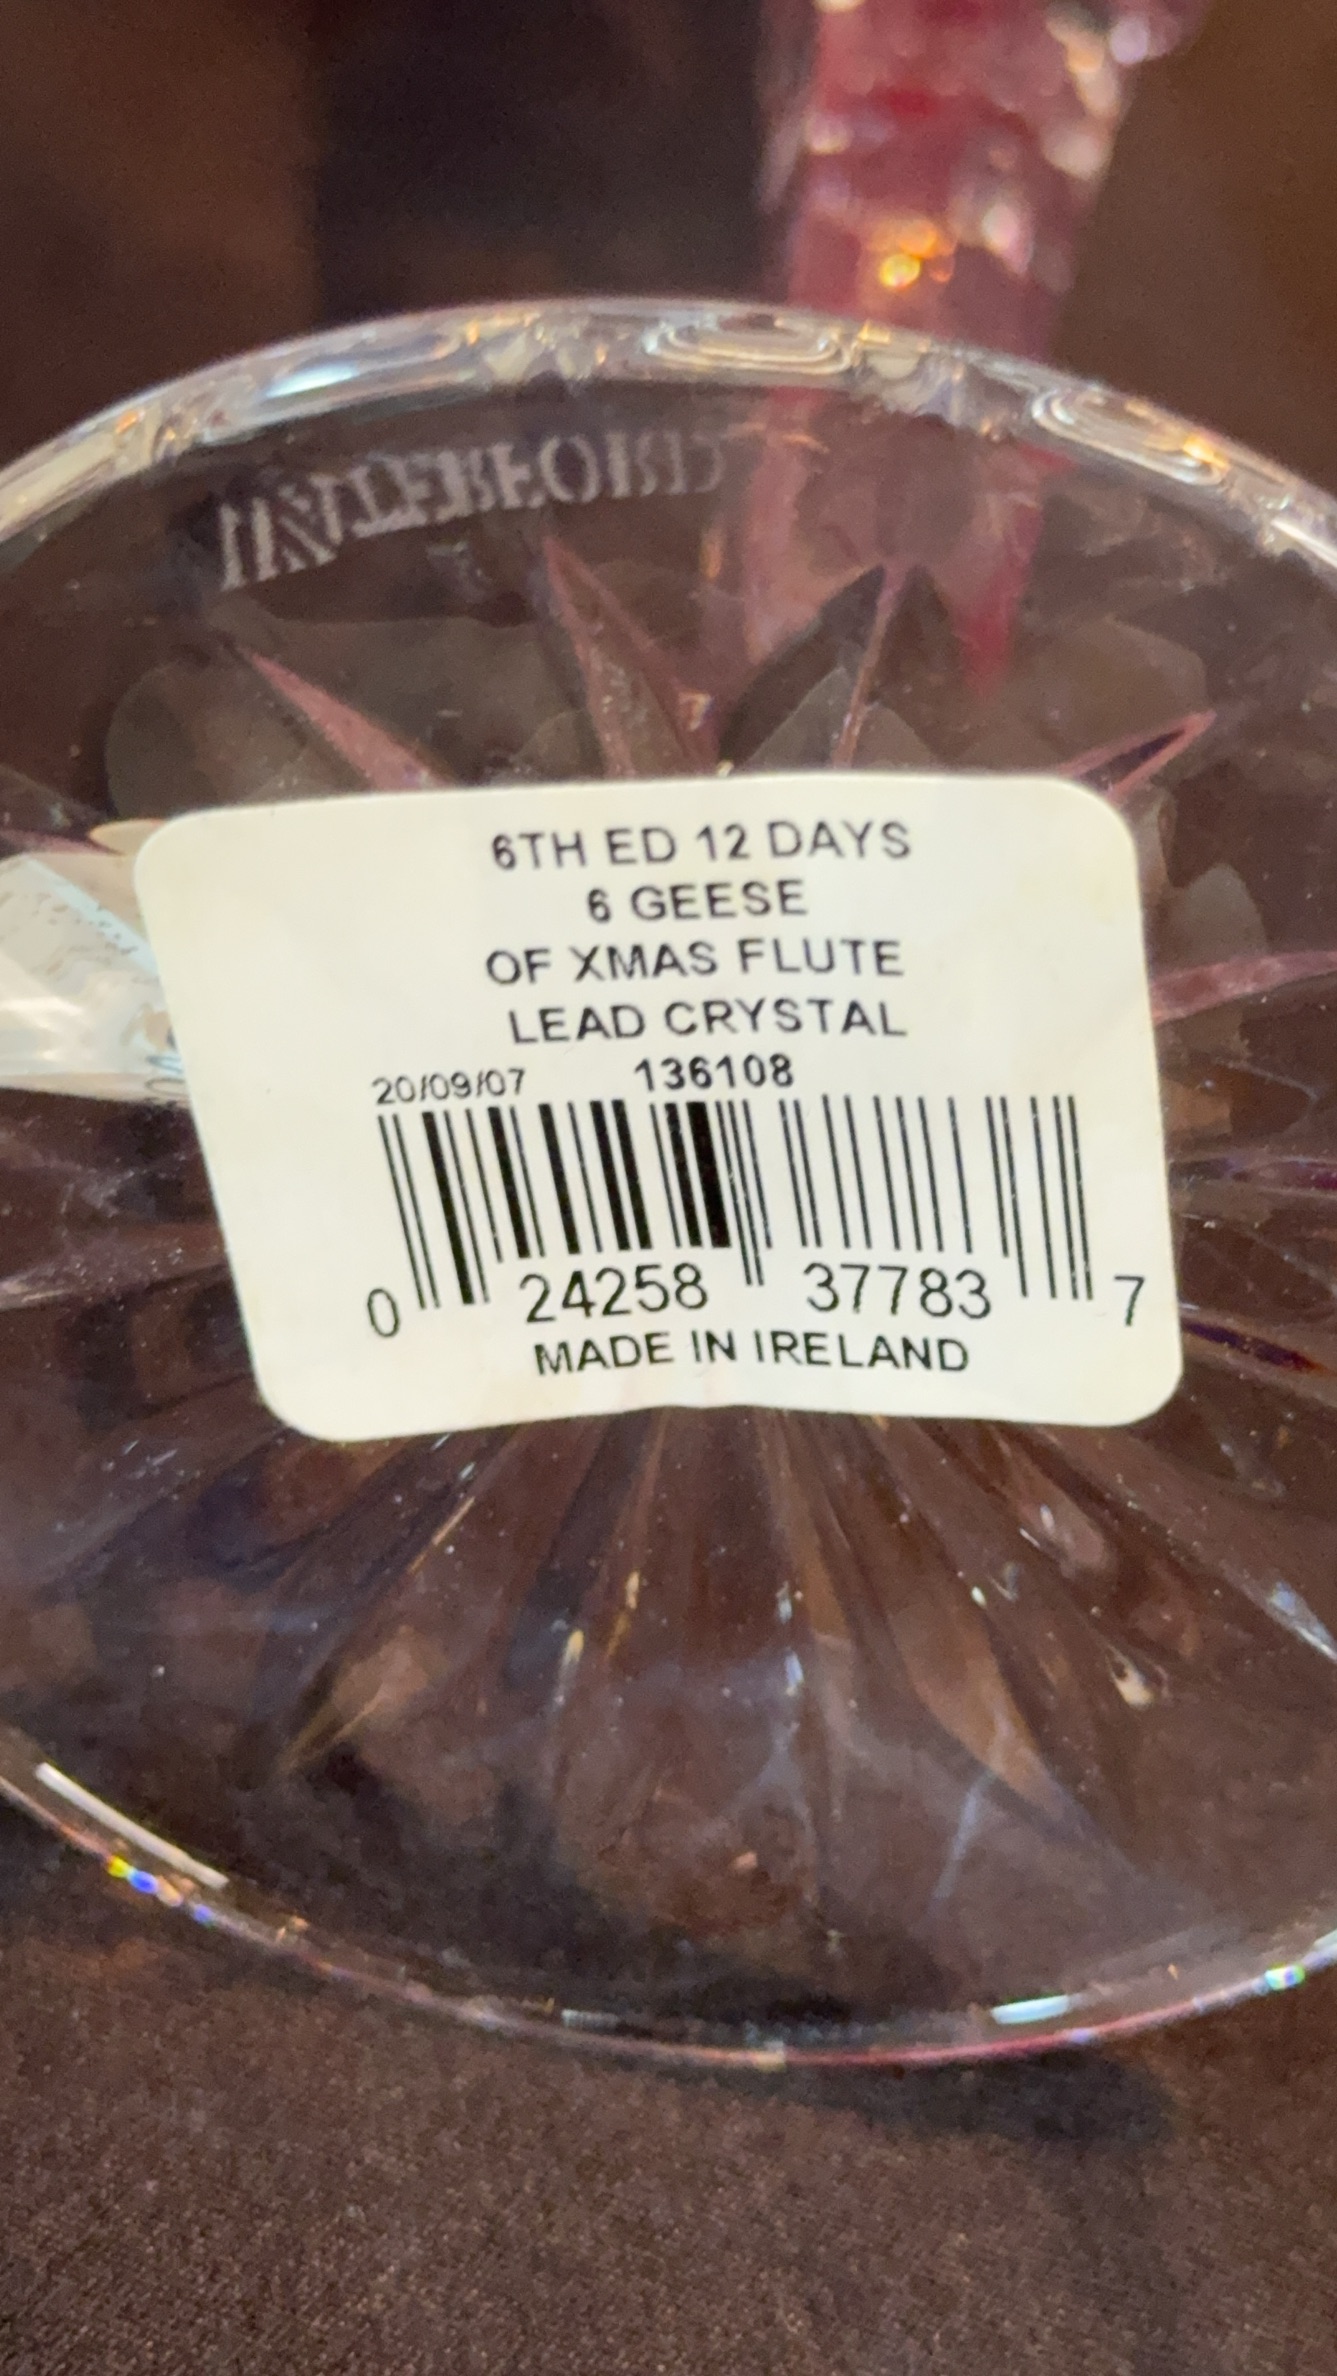 WATERFORD
6TH ED 12 DAYS
6 GEESE
OF XMAS FLUTE
LEAD CRYSTAL
20/09/07 136108
0 24258 37783 7
MADE IN IRELAND